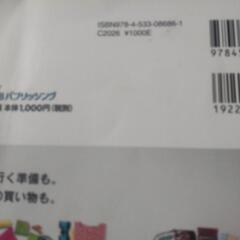 ISBN978-4-533-08686-1
C2026 ¥1000E
9784
パブリッシング
本体1,000円(税別)
1922
行く準備も。
の買い物も。